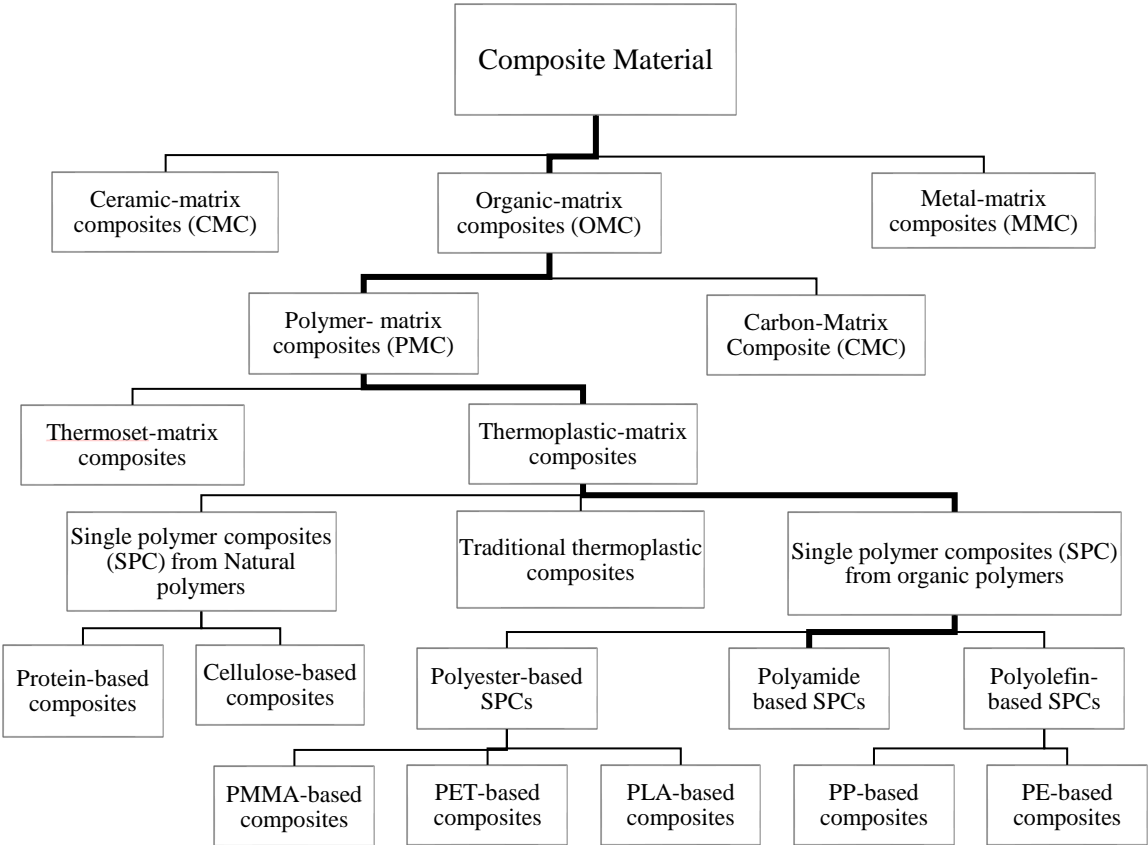 Composite Material
Ceramic-matrix
composites (CMC)
Organic-matrix
composites (OMC)
Metal-matrix
composites (MMC)
Polymer- matrix
composites (PMC)
Carbon-Matrix
Composite (CMC)
Thermoset-matrix
composites
Thermoplastic-matrix
composites
Single polymer composites
(SPC) from Natural
polymers
Traditional thermoplastic
composites
Single polymer composites (SPC)
from organic polymers
Protein-based
composites
Cellulose-based
composites
Polyester-based
SPCs
Polyamide
based SPCs
Polyolefin-
based SPCs
PMMA-based
composites
PET-based
composites
PLA-based
composites
PP-based
composites
PE-based
composites